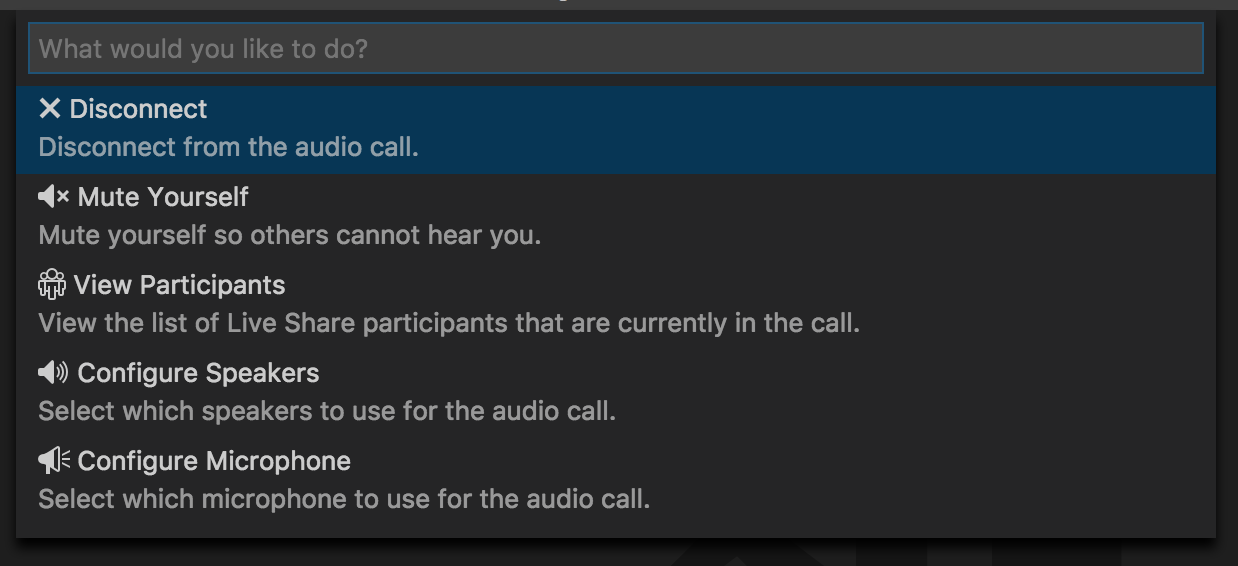 What would you like to do?
Disconnect
Disconnect from the audio call.
Mute Yourself
Mute yourself so others cannot hear you.
View Participants
View the list of Live Share participants that are currently in the call.
Configure Speakers
Select which speakers to use for the audio call.
Configure Microphone
Select which microphone to use for the audio call.